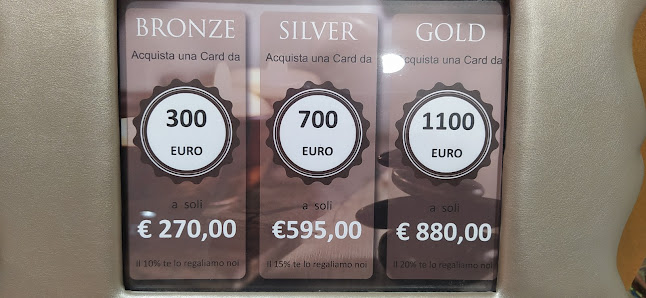 BRONZE
Acquista una Card da
300
EURO
a soli
€ 270,00
il 10% te lo regaliamo noi
SILVER
Acquista una Card da
700
EURO
a soli
€595,00
il 15% te lo regaliamo noi
GOLD
Acquista una Card da
1100
EURO
a soli
€ 880,00
il 20% te lo regaliamo noi